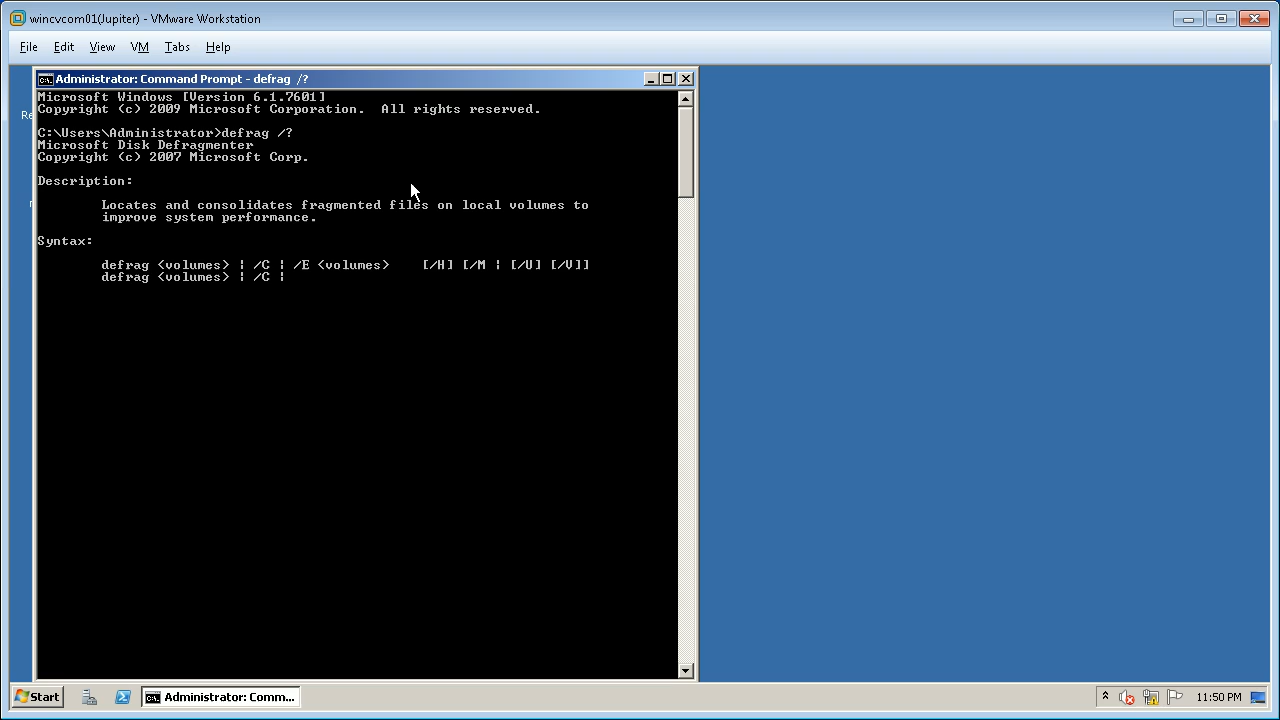 wincvcom01(Jupiter) - VMware Workstation
File Edit View VM Tabs Help
Administrator: Command Prompt - defrag /?
Microsoft Windows [Version 6.1.7601]
Copyright (c) 2009 Microsoft Corporation. All rights reserved.
Re
C:\Users\Administrator>defrag /?
Microsoft Disk Defragmenter
Copyright (c) 2007 Microsoft Corp.
Description:
Locates and consolidates fragmented files on local volumes to
improve system performance.
Syntax:
defrag <volumes> | /C | /E <volumes> [/H] [/M | [/U] [/V]]
defrag <volumes> | /C |
Start
Administrator: Comm...
11:50 PM